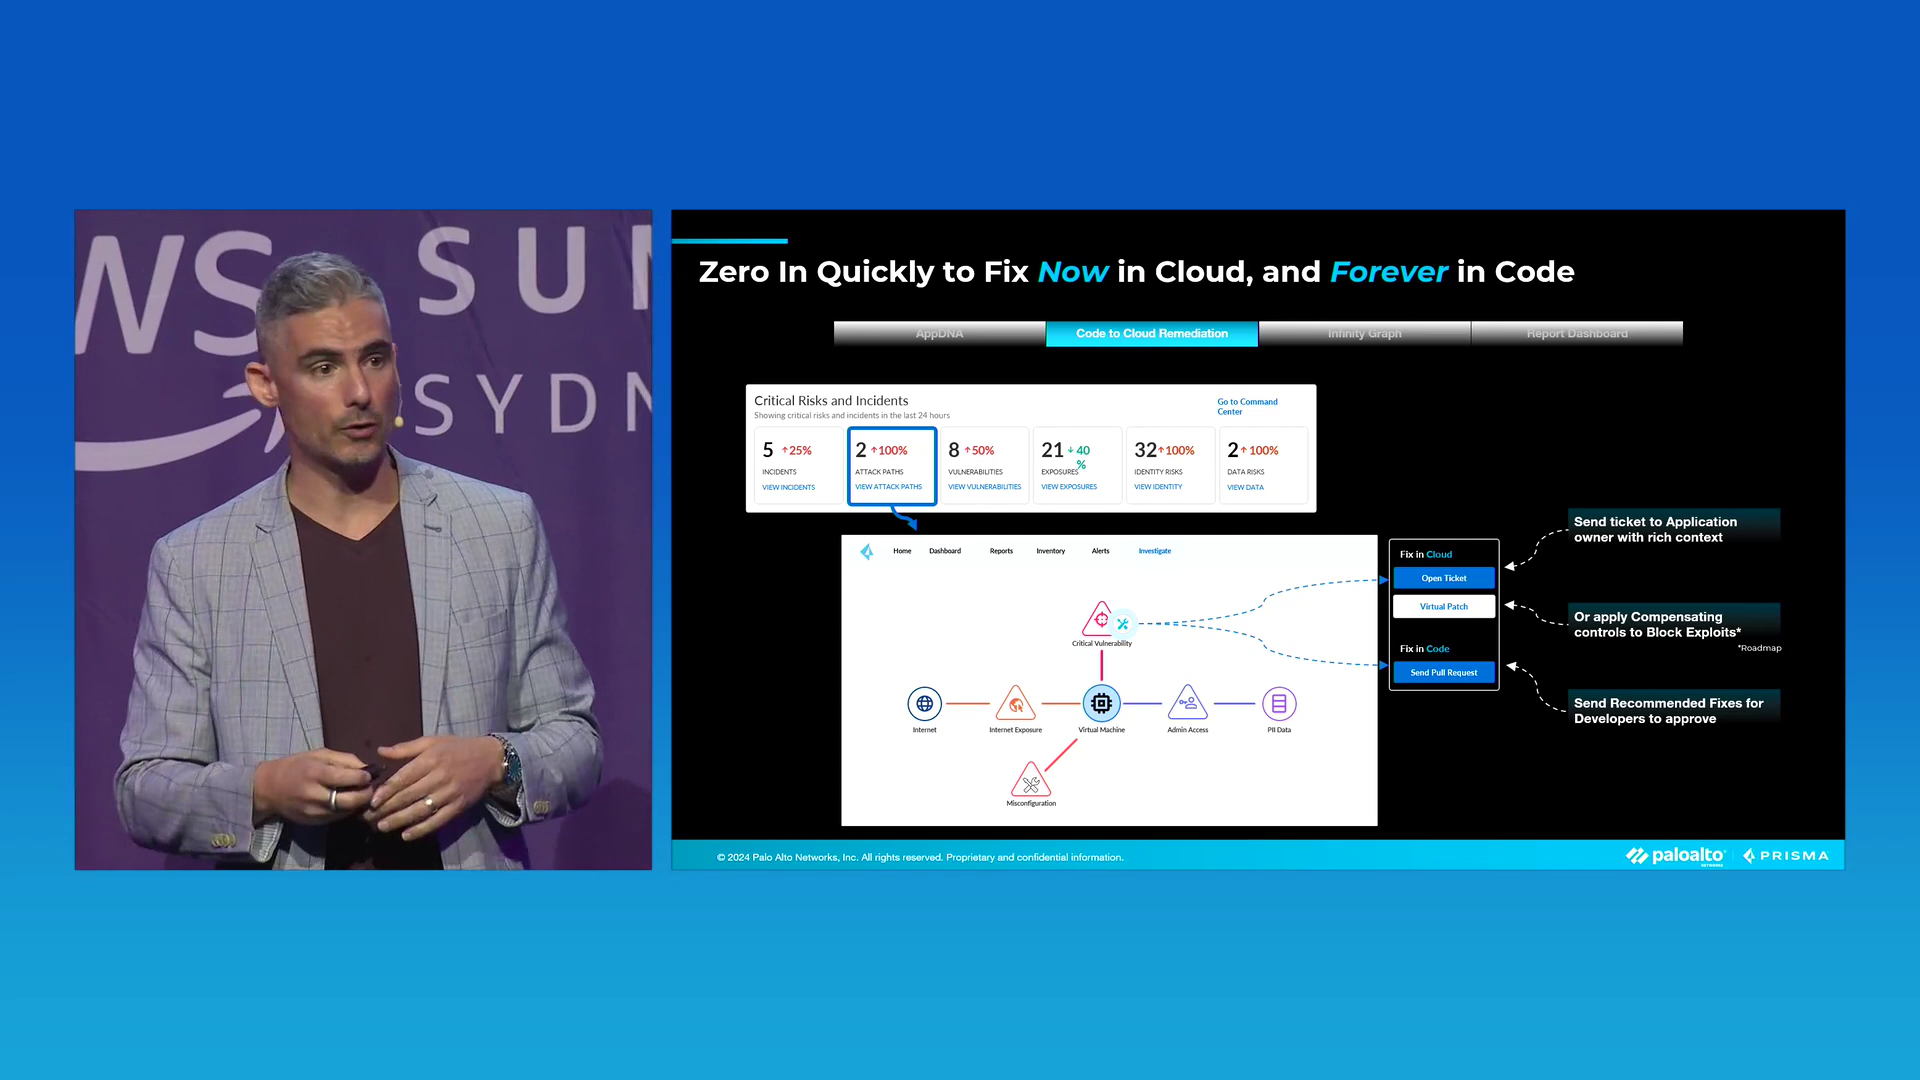 WS SUM
SYDN
Zero In Quickly to Fix Now in Cloud, and Forever in Code
AppDNA
Code to Cloud Remediation
Infinity Graph
Report Dashboard
Critical Risks and Incidents
Showing critical risks and incidents in the last 24 hours
Go to Command
Center
5 ↑25%
INCIDENTS
VIEW INCIDENTS
2 ↑100%
ATTACK PATHS
VIEW ATTACK PATHS
8 ↑50%
VULNERABILITIES
VIEW VULNERABILITIES
21 ↓40
%
EXPOSURES
VIEW EXPOSURES
32 ↑100%
IDENTITY RISKS
VIEW IDENTITY
2 ↑100%
DATA RISKS
VIEW DATA
Home Dashboard Reports Inventory Alerts Investigate
Critical Vulnerability
Internet
Internet Exposure
Virtual Machine
Admin Access
PII Data
Misconfiguration
Fix in Cloud
Open Ticket
Virtual Patch
Fix in Code
Send Pull Request
Send ticket to Application
owner with rich context
Or apply Compensating
controls to Block Exploits*
*Roadmap
Send Recommended Fixes for
Developers to approve
© 2024 Palo Alto Networks, Inc. All rights reserved. Proprietary and confidential information.
paloalto
NETWORKS
PRISMA